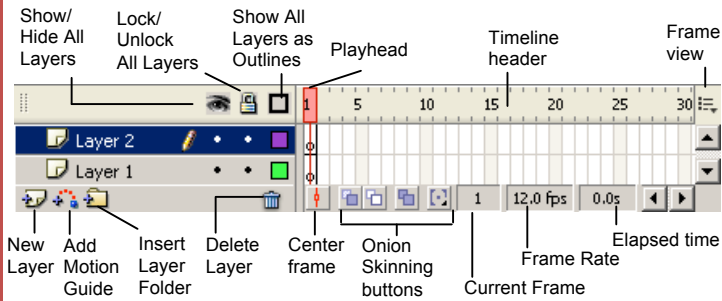 Show/
Hide All
Layers
Lock/
Unlock
All Layers
Show All
Layers as
Outlines
Playhead
Timeline
header
Frame
view
1 5 10 15 20 25 30
Layer 2
Layer 1
1 12.0 fps 0.0s
New
Layer
Add
Motion
Guide
Insert
Layer
Folder
Delete
Layer
Center
frame
Onion
Skinning
buttons
Current Frame
Frame Rate
Elapsed time